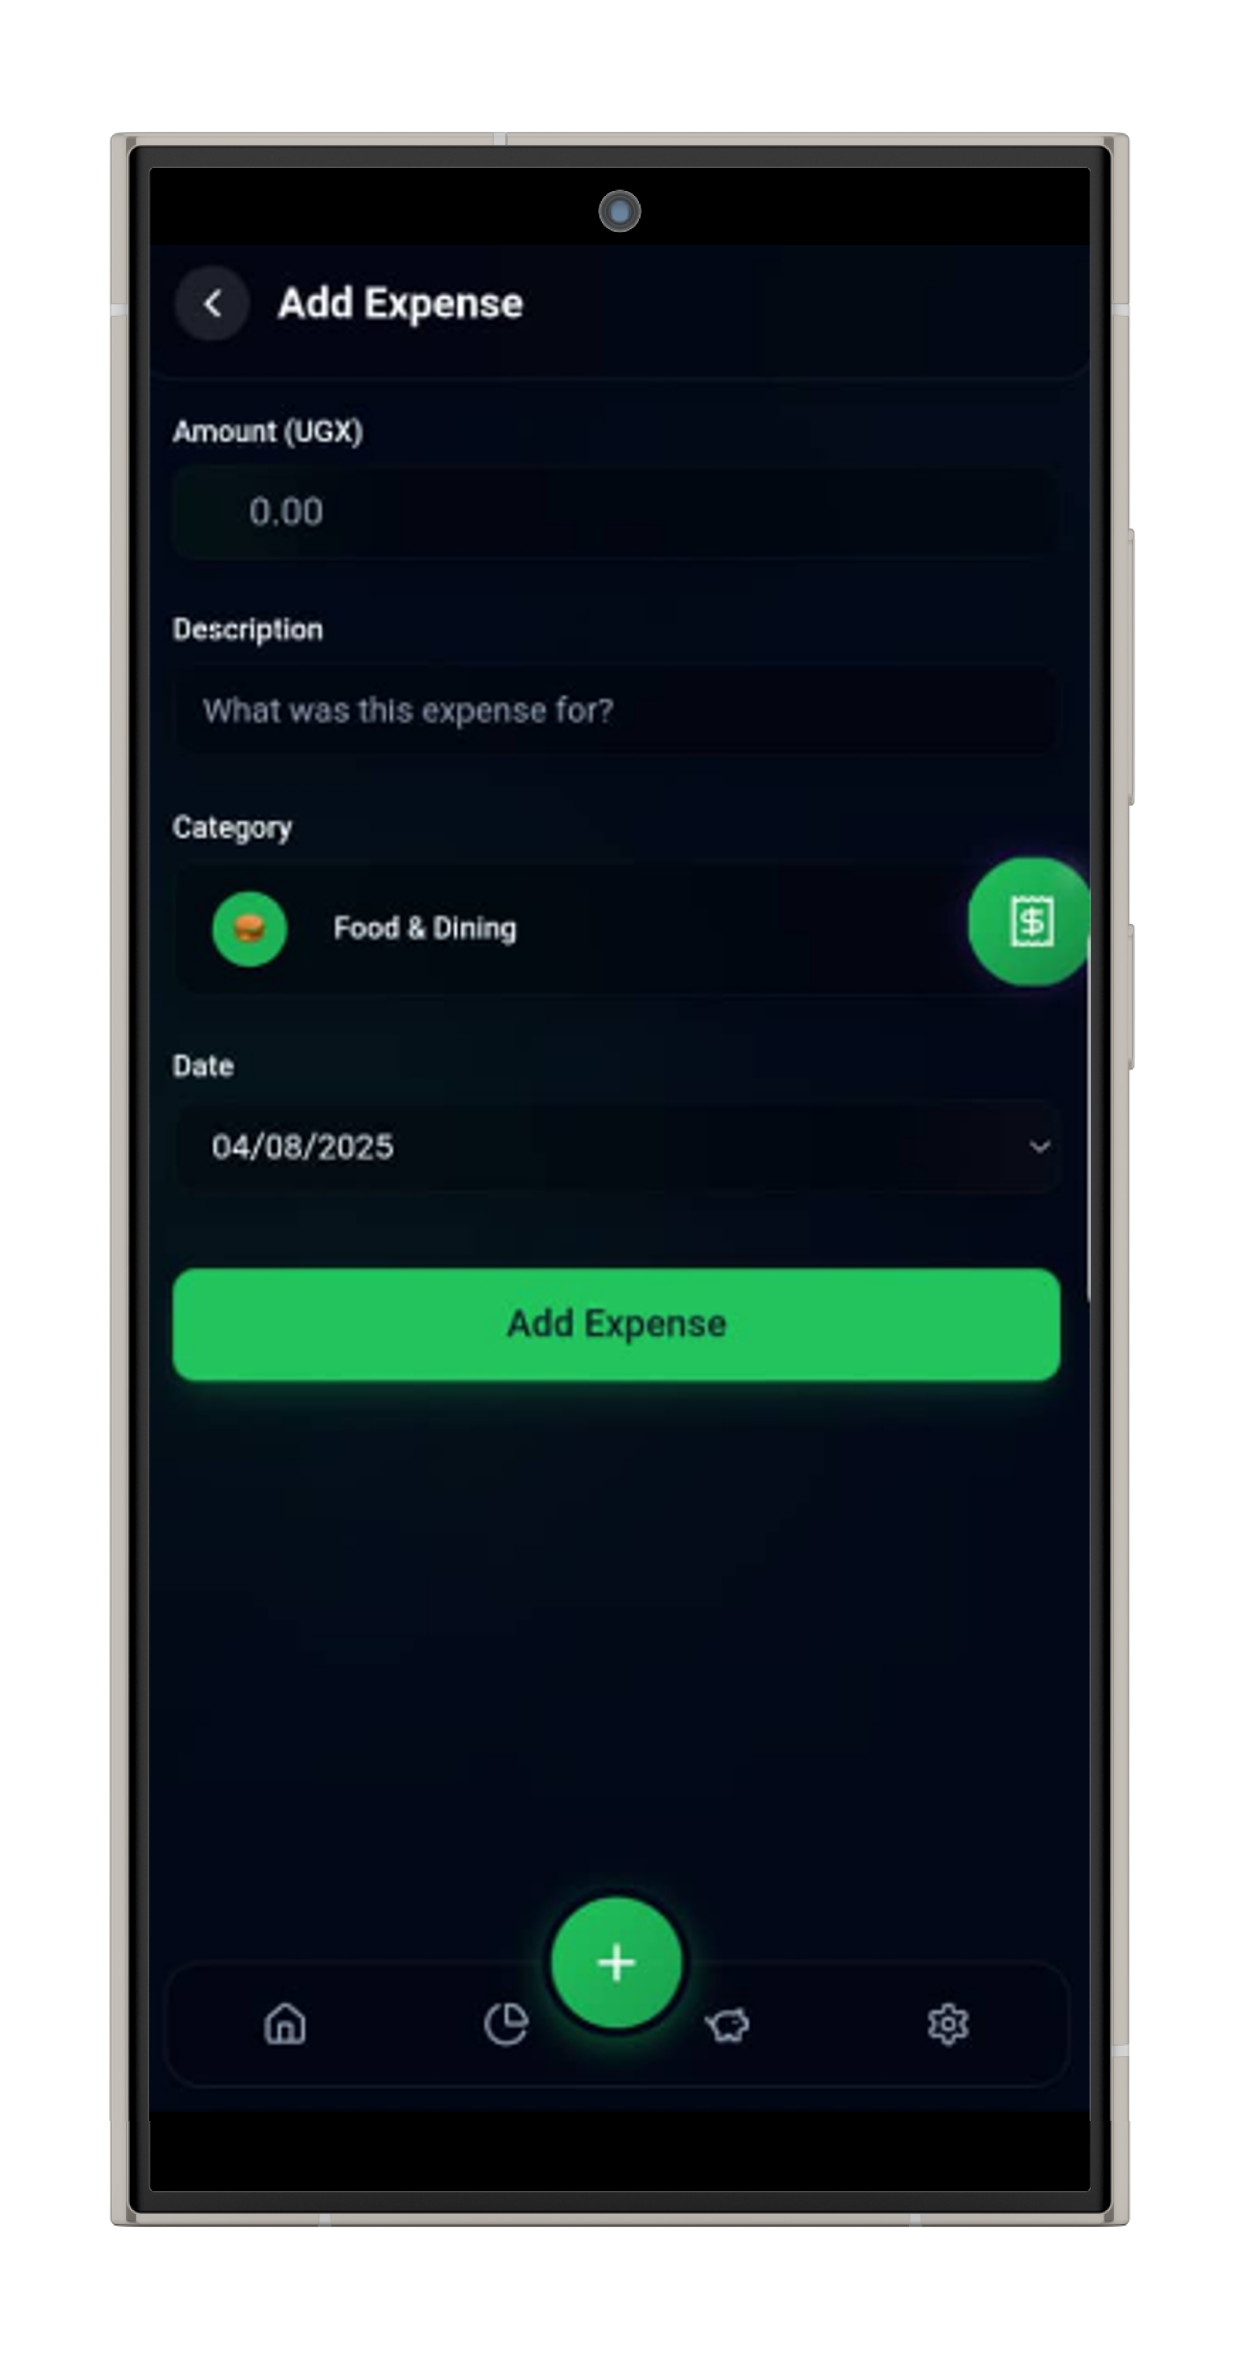 Add Expense
Amount (UGX)
0.00
Description
What was this expense for?
Category
Food & Dining
$
Date
04/08/2025
Add Expense
+